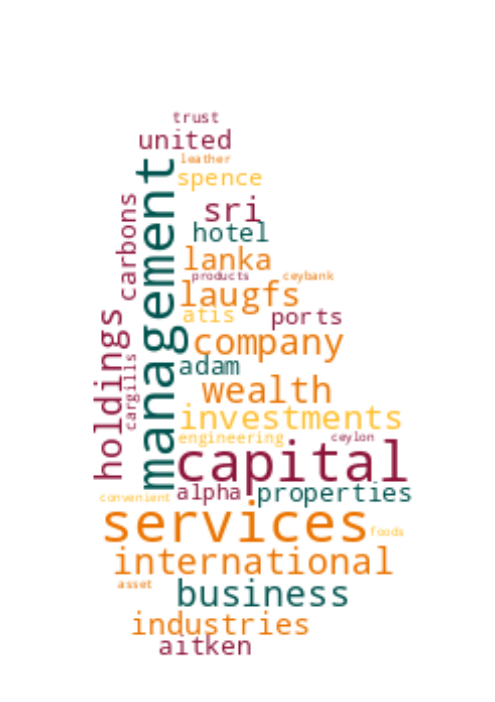 trust
united
leather
management
spence
carbons
sri
hotel
lanka
products
ceybank
laugfs
atis
ports
holdings
company
cargills
adam
wealth
investments
engineering
ceylon
capital
alpha
properties
convenient
services
foods
international
asset
business
industries
aitken